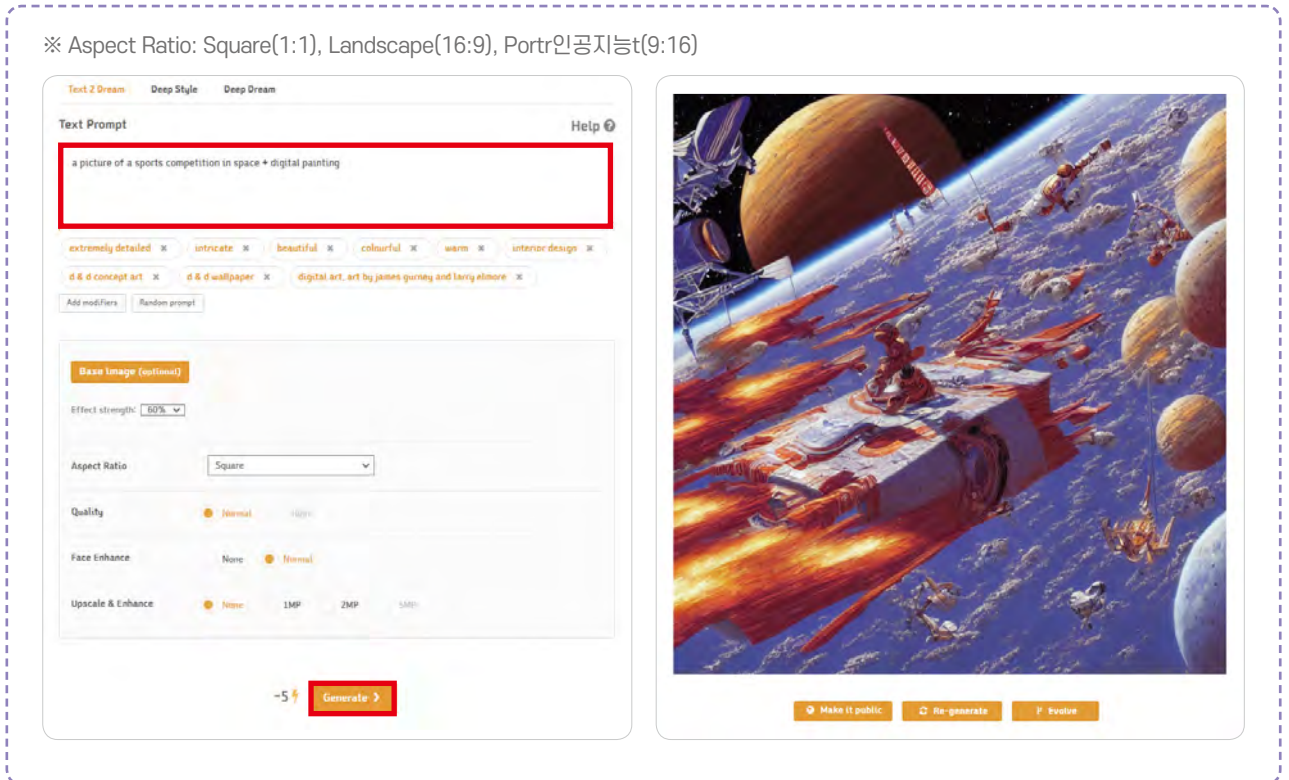 ※ Aspect Ratio: Square(1:1), Landscape(16:9), Portr인공지능t(9:16)
Text 2 Dream Deep Style Deep Dream
Text Prompt Help
a picture of a sports competition in space + digital painting
extremely detailed × intricate × beautiful × colourful × warm × interior design ×
d & d concept art × d & d wallpaper × digital art, art by james gurney and larry elmore ×
Add modifiers Random prompt
Base Image (optional)
Effect strength: 60%
Aspect Ratio Square
Quality Normal
Face Enhance None Normal
Upscale & Enhance None 1MP 2MP 5MP
-5 Generate
Make it public Re-generate Evolve